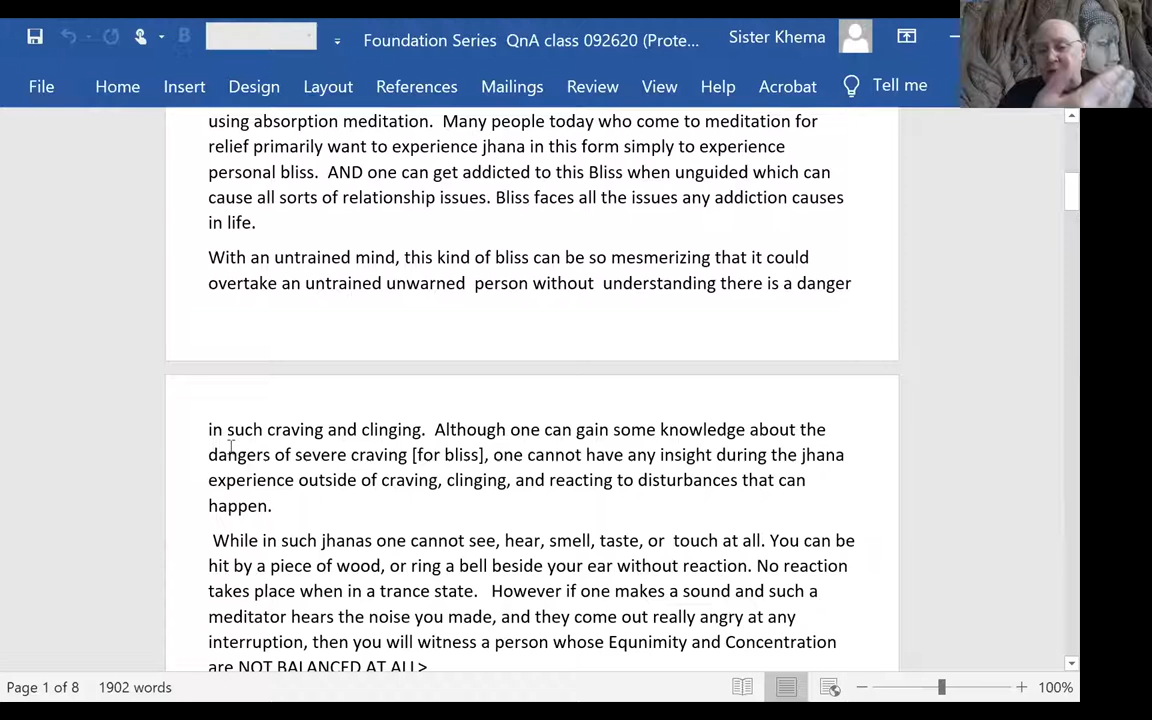 Foundation Series QnA class 092620 (Prote... Sister Khema
File Home Insert Design Layout References Mailings Review View Help Acrobat Tell me
using absorption meditation. Many people today who come to meditation for
relief primarily want to experience jhana in this form simply to experience
personal bliss. AND one can get addicted to this Bliss when unguided which can
cause all sorts of relationship issues. Bliss faces all the issues any addiction causes
in life.
With an untrained mind, this kind of bliss can be so mesmerizing that it could
overtake an untrained unwarned person without understanding there is a danger
in such craving and clinging. Although one can gain some knowledge about the
dangers of severe craving [for bliss], one cannot have any insight during the jhana
experience outside of craving, clinging, and reacting to disturbances that can
happen.
While in such jhanas one cannot see, hear, smell, taste, or touch at all. You can be
hit by a piece of wood, or ring a bell beside your ear without reaction. No reaction
takes place when in a trance state. However if one makes a sound and such a
meditator hears the noise you made, and they come out really angry at any
interruption, then you will witness a person whose Equnimity and Concentration
are NOT BALANCED AT ALL>
Page 1 of 8 1902 words 100%